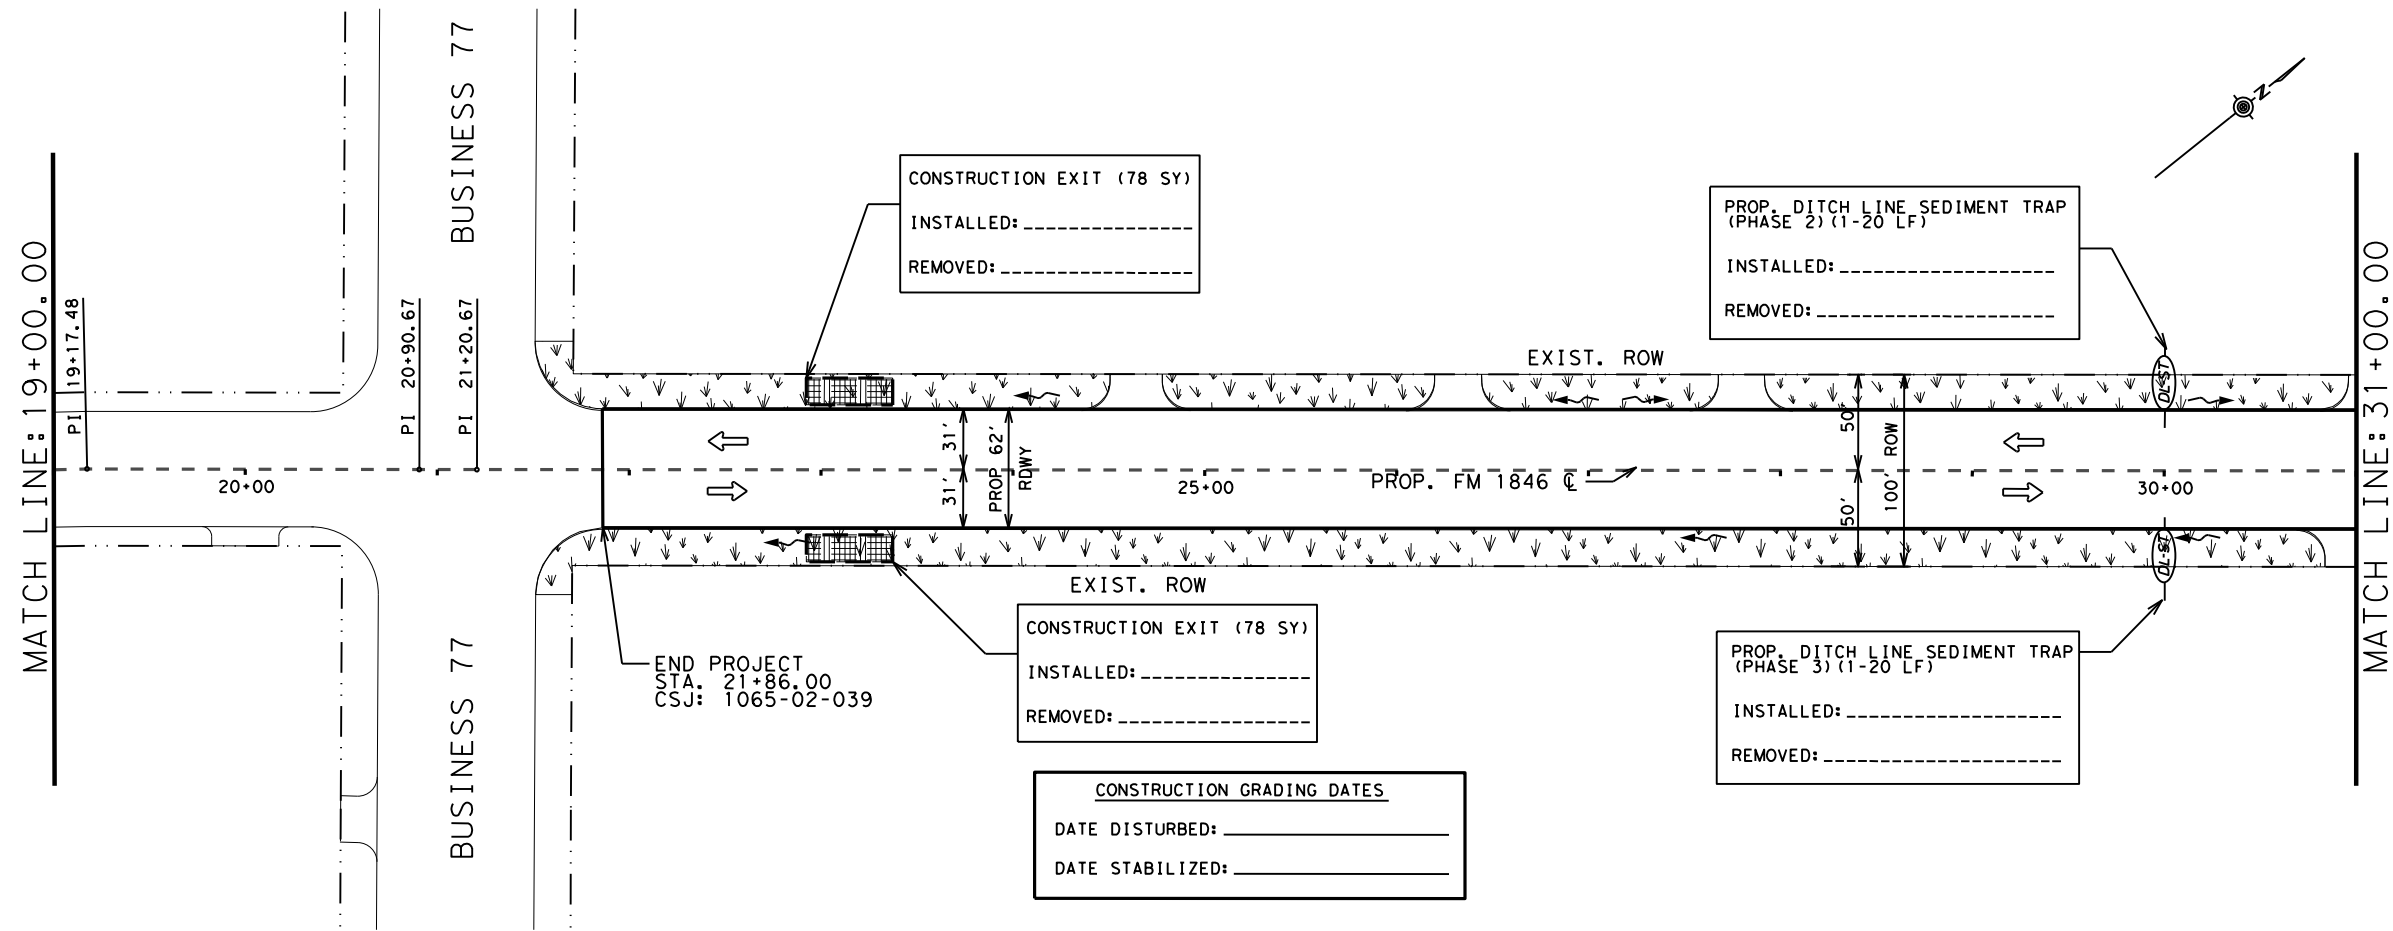 BUSINESS 77
N
CONSTRUCTION EXIT (78 SY)
INSTALLED:
REMOVED:
PROP. DITCH LINE SEDIMENT TRAP
(PHASE 2)(1-20 LF)
INSTALLED:
REMOVED:
MATCH LINE: 19+00.00
PI 19+17.48
PI 20+90.67
PI 21+20.67
MATCH LINE: 31+00.00
EXIST. ROW
DL-ST
31'
31'
PROP 62'
RDWY
50'
50'
100' ROW
20+00
25+00
PROP. FM 1846 ℄
30+00
DL-ST
EXIST. ROW
CONSTRUCTION EXIT (78 SY)
INSTALLED:
REMOVED:
END PROJECT
STA. 21+86.00
CSJ: 1065-02-039
PROP. DITCH LINE SEDIMENT TRAP
(PHASE 3)(1-20 LF)
INSTALLED:
REMOVED:
BUSINESS 77
CONSTRUCTION GRADING DATES
DATE DISTURBED:
DATE STABILIZED: